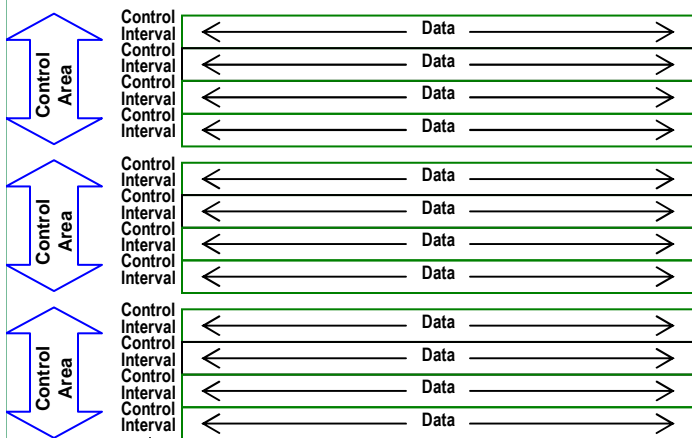 Control
Interval
Data
Control
Interval
Data
Control
Interval
Data
Control
Interval
Data
Control
Area
Control
Interval
Data
Control
Interval
Data
Control
Interval
Data
Control
Interval
Data
Control
Area
Control
Interval
Data
Control
Interval
Data
Control
Interval
Data
Control
Interval
Data
Control
Area